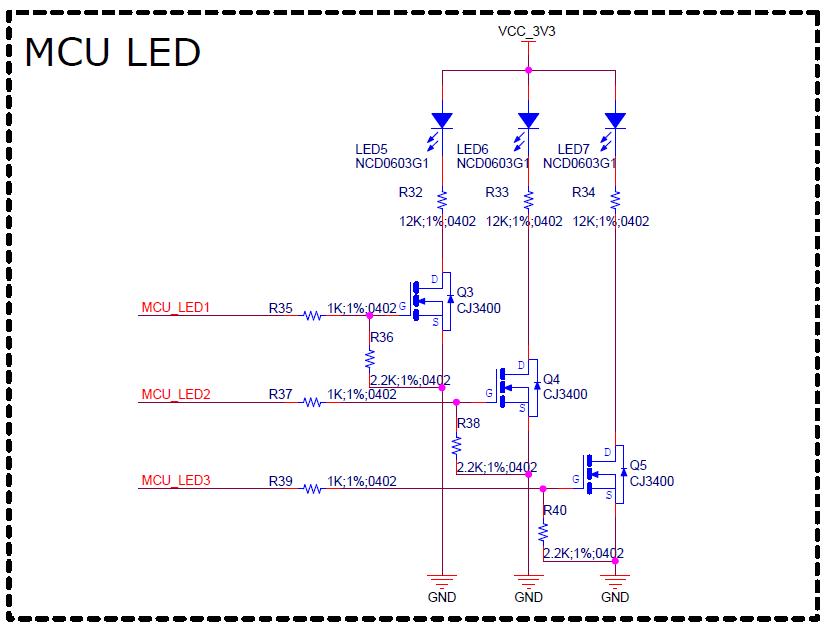 MCU LED
VCC_3V3
LED5
NCD0603G1
LED6
NCD0603G1
LED7
NCD0603G1
R32
12K;1%;0402
R33
12K;1%;0402
R34
12K;1%;0402
MCU_LED1
R35
1K;1%;0402
G
D
S
Q3
CJ3400
R36
2.2K;1%;0402
MCU_LED2
R37
1K;1%;0402
G
D
S
Q4
CJ3400
R38
2.2K;1%;0402
MCU_LED3
R39
1K;1%;0402
G
D
S
Q5
CJ3400
R40
2.2K;1%;0402
GND
GND
GND